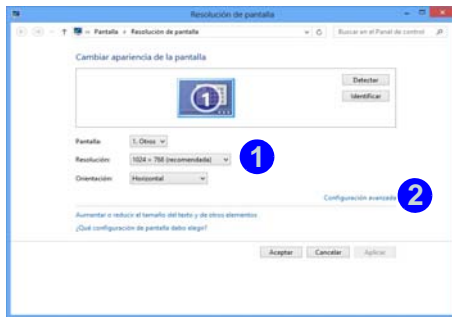 Resolución de pantalla
« Pantalla › Resolución de pantalla
Buscar en el Panel de control
Cambiar apariencia de la pantalla
1
Detectar
Identificar
Pantalla:
1. Otros
Resolución:
1024 × 768 (recomendada)
1
Orientación:
Horizontal
Configuración avanzada
2
Aumentar o reducir el tamaño del texto y de otros elementos
¿Qué configuración de pantalla debo elegir?
Aceptar
Cancelar
Aplicar